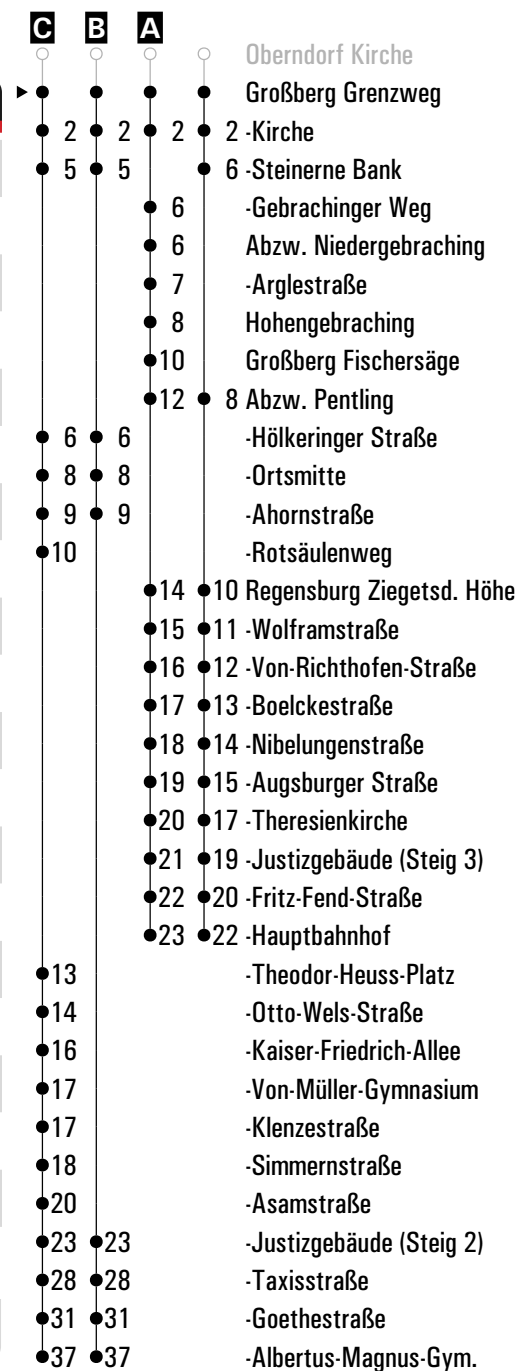 C B A
Oberndorf Kirche
Großberg Grenzweg
2 2 2 2 -Kirche
5 5 6 -Steinerne Bank
6 -Gebrachinger Weg
6 Abzw. Niedergebraching
7 -Arglestraße
8 Hohengebraching
10 Großberg Fischersäge
12 8 Abzw. Pentling
6 6 -Hölkeringer Straße
8 8 -Ortsmitte
9 9 -Ahornstraße
10 -Rotsäulenweg
14 10 Regensburg Ziegetsd. Höhe
15 11 -Wolframstraße
16 12 -Von-Richthofen-Straße
17 13 -Boelckestraße
18 14 -Nibelungenstraße
19 15 -Augsburger Straße
20 17 -Theresienkirche
21 19 -Justizgebäude (Steig 3)
22 20 -Fritz-Fend-Straße
23 22 -Hauptbahnhof
13 -Theodor-Heuss-Platz
14 -Otto-Wels-Straße
16 -Kaiser-Friedrich-Allee
17 -Von-Müller-Gymnasium
17 -Klenzestraße
18 -Simmernstraße
20 -Asamstraße
23 23 -Justizgebäude (Steig 2)
28 28 -Taxisstraße
31 31 -Goethestraße
37 37 -Albertus-Magnus-Gym.